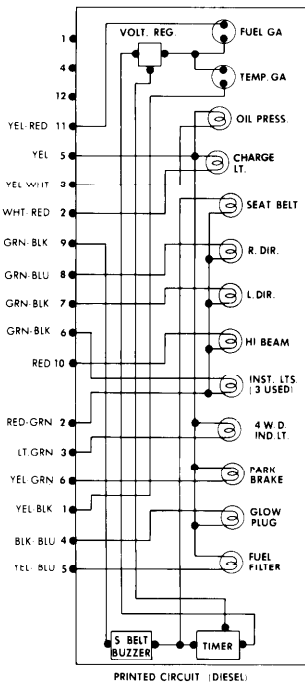 VOLT. REG.
FUEL GA
1
4
TEMP. GA
12
OIL PRESS.
YEL-RED 11
YEL 5
CHARGE
LT.
YEL WHT 3
WHT-RED 2
SEAT BELT
GRN-BLK 9
R. DIR.
GRN-BLU 8
L. DIR.
GRN-BLK 7
GRN-BLK 6
HI BEAM
RED 10
INST. LTS.
(3 USED)
RED-GRN 2
4 W. D.
IND. LT.
LT.GRN 3
YEL GRN 6
PARK
BRAKE
YEL-BLK 1
GLOW
PLUG
BLK-BLU 4
FUEL
FILTER
YEL-BLU 5
S BELT
BUZZER
TIMER
PRINTED CIRCUIT (DIESEL)